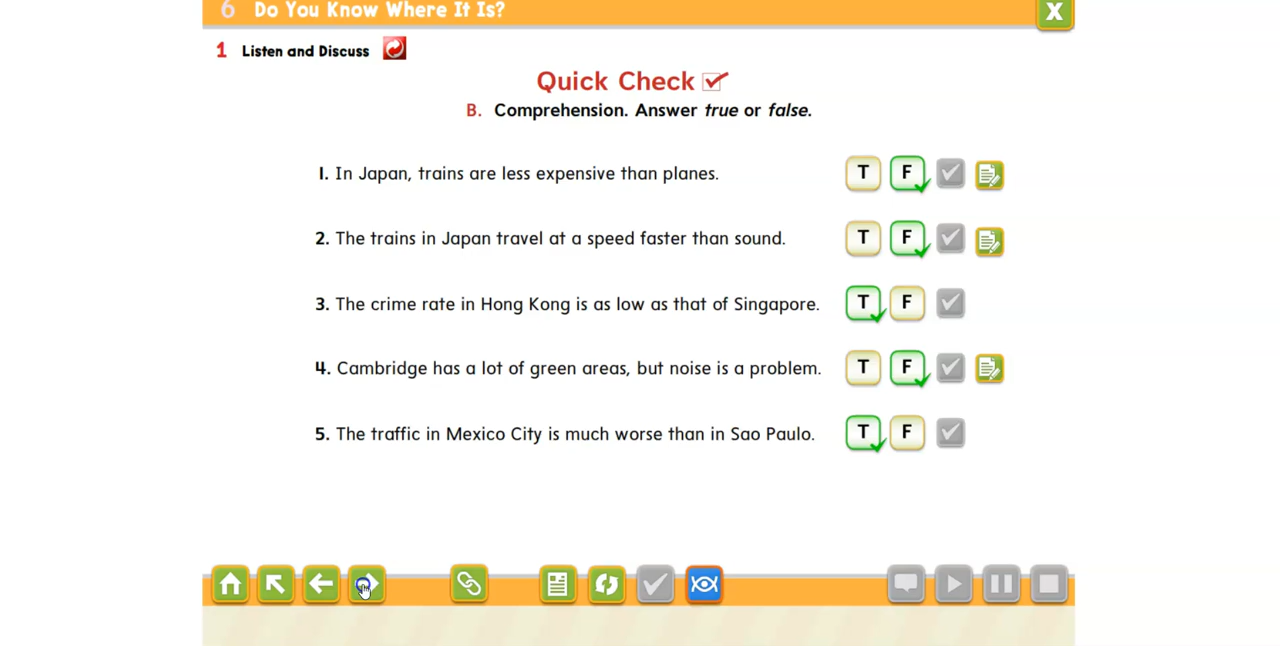 6 Do You Know Where It Is?
X
1 Listen and Discuss
Quick Check
B. Comprehension. Answer true or false.
1. In Japan, trains are less expensive than planes. T F
2. The trains in Japan travel at a speed faster than sound. T F
3. The crime rate in Hong Kong is as low as that of Singapore. T F
4. Cambridge has a lot of green areas, but noise is a problem. T F
5. The traffic in Mexico City is much worse than in Sao Paulo. T F